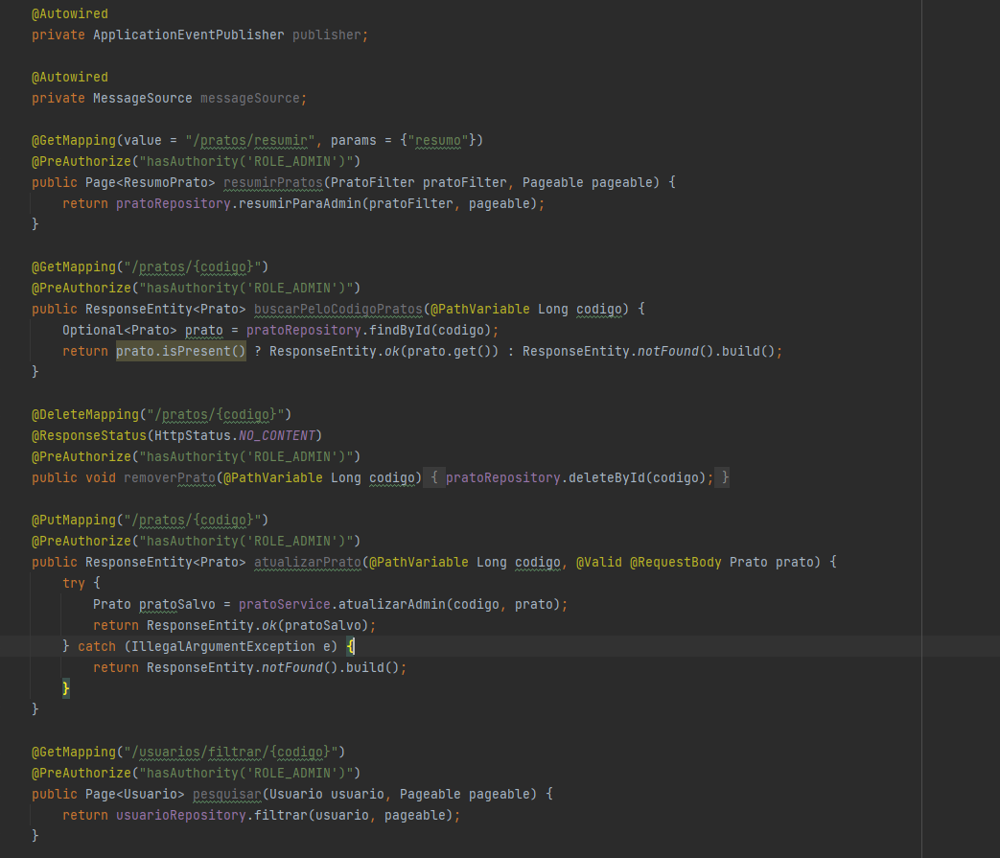 @Autowired
private ApplicationEventPublisher publisher;
@Autowired
private MessageSource messageSource;
@GetMapping(value = "/pratos/resumir", params = {"resumo"})
@PreAuthorize("hasAuthority('ROLE_ADMIN')")
public Page<ResumoPrato> resumirPratos(PratoFilter pratoFilter, Pageable pageable) {
return pratoRepository.resumirParaAdmin(pratoFilter, pageable);
}
@GetMapping("/pratos/{codigo}")
@PreAuthorize("hasAuthority('ROLE_ADMIN')")
public ResponseEntity<Prato> buscarPeloCodigoPratos(@PathVariable Long codigo) {
Optional<Prato> prato = pratoRepository.findById(codigo);
return prato.isPresent() ? ResponseEntity.ok(prato.get()) : ResponseEntity.notFound().build();
}
@DeleteMapping("/pratos/{codigo}")
@ResponseStatus(HttpStatus.NO_CONTENT)
@PreAuthorize("hasAuthority('ROLE_ADMIN')")
public void removerPrato(@PathVariable Long codigo) { pratoRepository.deleteById(codigo); }
@PutMapping("/pratos/{codigo}")
@PreAuthorize("hasAuthority('ROLE_ADMIN')")
public ResponseEntity<Prato> atualizarPrato(@PathVariable Long codigo, @Valid @RequestBody Prato prato) {
try {
Prato pratoSalvo = pratoService.atualizarAdmin(codigo, prato);
return ResponseEntity.ok(pratoSalvo);
} catch (IllegalArgumentException e) {
return ResponseEntity.notFound().build();
}
}
@GetMapping("/usuarios/filtrar/{codigo}")
@PreAuthorize("hasAuthority('ROLE_ADMIN')")
public Page<Usuario> pesquisar(Usuario usuario, Pageable pageable) {
return usuarioRepository.filtrar(usuario, pageable);
}